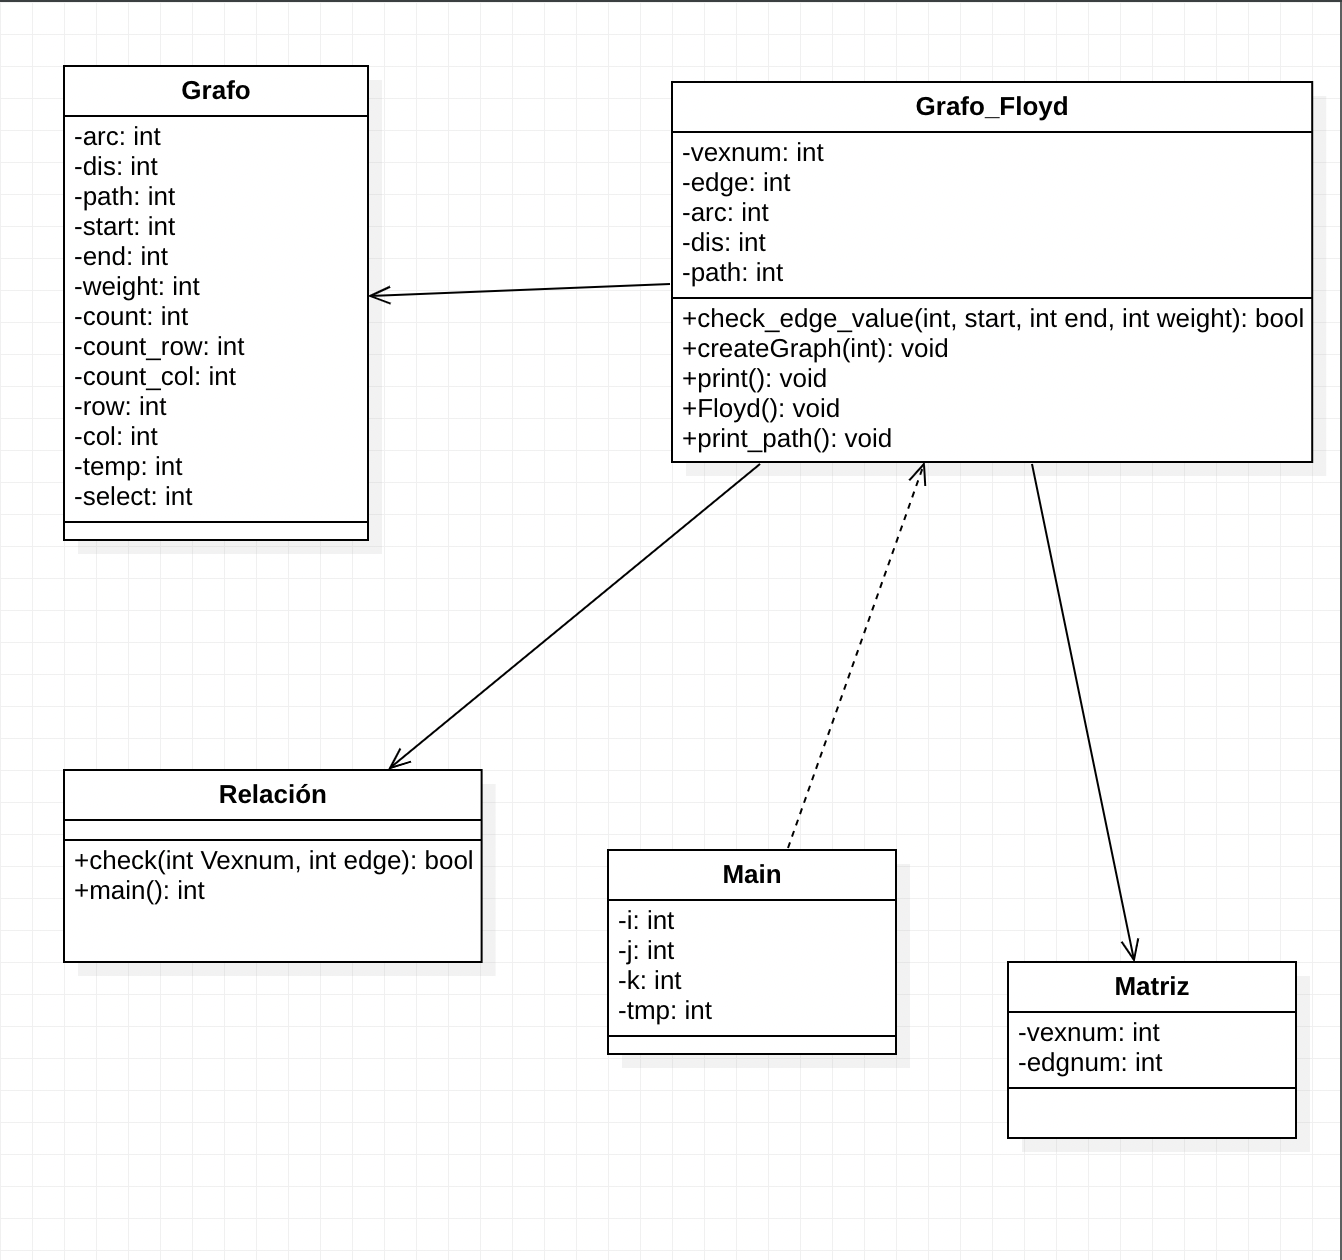 Grafo
-arc: int
-dis: int
-path: int
-start: int
-end: int
-weight: int
-count: int
-count_row: int
-count_col: int
-row: int
-col: int
-temp: int
-select: int
Grafo_Floyd
-vexnum: int
-edge: int
-arc: int
-dis: int
-path: int
+check_edge_value(int, start, int end, int weight): bool
+createGraph(int): void
+print(): void
+Floyd(): void
+print_path(): void
Relación
+check(int Vexnum, int edge): bool
+main(): int
Main
-i: int
-j: int
-k: int
-tmp: int
Matriz
-vexnum: int
-edgnum: int